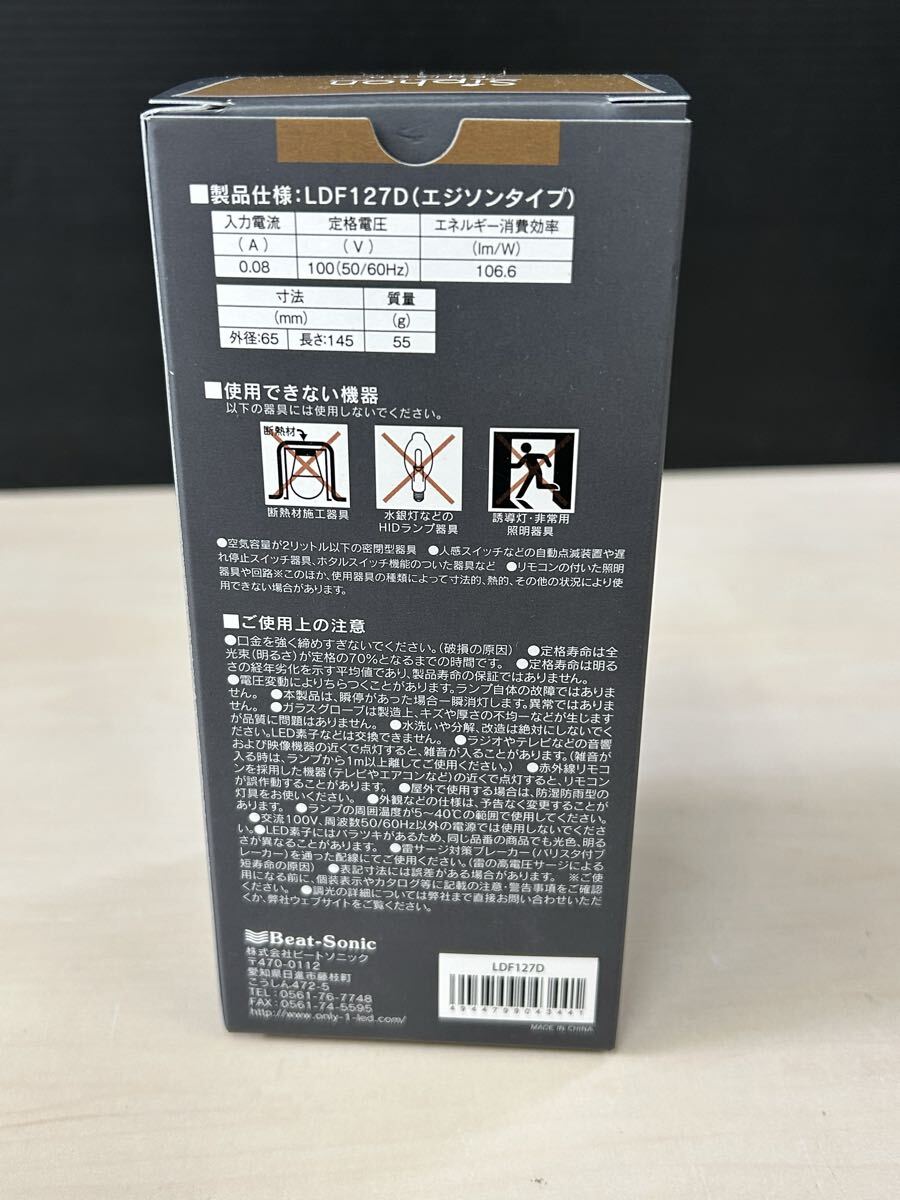 siphon
■製品仕様:LDF127D(エジソンタイプ)
入力電流 定格電圧 エネルギー消費効率
(A) (V) (lm/W)
0.08 100(50/60Hz) 106.6
寸法 質量
(mm) (g)
外径:65 長さ:145 55
■使用できない機器
以下の器具には使用しないでください。
断熱材
断熱材施工器具 水銀灯などの 誘導灯・非常用
HIDランプ器具 照明器具
●空気容量が2リットル以下の密閉型器具 ●人感スイッチなどの自動点滅装置や遅
れ停止スイッチ器具、ホタルスイッチ機能のついた器具など ●リモコンの付いた照明
器具や回路※このほか、使用器具の種類によって寸法的、熱的、その他の状況により使
用できない場合があります。
■ご使用上の注意
●口金を強く締めすぎないでください。(破損の原因) ●定格寿命は全
光束(明るさ)が定格の70%となるまでの時間です。 ●定格寿命は明る
さの経年劣化を示す平均値であり、製品寿命の保証ではありません。
●電圧変動によりちらつくことがあります。ランプ自体の故障ではありま
せん。 ●本製品は、瞬停があった場合一瞬消灯します。異常ではありま
せん。 ●ガラスグローブは製造上、キズや厚さの不均一などが生じます
が品質に問題はありません。 ●水洗いや分解、改造は絶対にしないでく
ださい。LED素子などは交換できません。 ●ラジオやテレビなどの音響
および映像機器の近くで点灯すると、雑音が入ることがあります。(雑音が
入る時は、ランプから1m以上離してご使用ください。) ●赤外線リモコ
ンを採用した機器(テレビやエアコンなど)の近くで点灯すると、リモコン
が誤作動することがあります。 ●屋外で使用する場合は、防湿防雨型の
灯具をお使いください。 ●外観などの仕様は、予告なく変更することが
あります。 ●ランプの周囲温度が5〜40℃の範囲で使用してください。
●交流100V、周波数50/60Hz以外の電源では使用しないでくださ
い。●LED素子にはバラツキがあるため、同じ品番の商品でも光色、明る
さが異なることがあります。 ●雷サージ対策ブレーカー(バリスタ付ブ
レーカー)を通った配線にてご使用ください。(雷の高電圧サージによる
短寿命の原因) ●表記寸法には誤差がある場合があります。 ※ご使
用になる前に、個装表示やカタログ等に記載の注意・警告事項をご確認
ください。 ●調光の詳細については弊社まで直接お問い合わせいただ
くか、弊社ウェブサイトをご覧ください。
Beat-Sonic
株式会社ビートソニック
〒470-0112
愛知県日進市藤枝町
こうしん472-5
TEL:0561-76-7748
FAX:0561-74-5595
http://www.only-1-led.com/
LDF127D
4944799043441
MADE IN CHINA